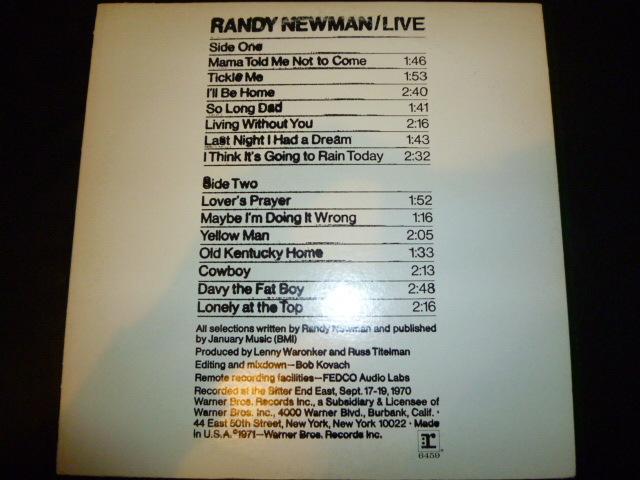 RANDY NEWMAN/LIVE
Side One
Mama Told Me Not to Come 1:46
Tickle Me 1:53
I'll Be Home 2:40
So Long Dad 1:41
Living Without You 2:16
Last Night I Had a Dream 1:43
I Think It's Going to Rain Today 2:32
Side Two
Lover's Prayer 1:52
Maybe I'm Doing It Wrong 1:16
Yellow Man 2:05
Old Kentucky Home 1:33
Cowboy 2:13
Davy the Fat Boy 2:48
Lonely at the Top 2:16
All selections written by Randy Newman and published
by January Music (BMI)
Produced by Lenny Waronker and Russ Titelman
Editing and mixdown—Bob Kovach
Remote recording facilities—FEDCO Audio Labs
Recorded at the Bitter End East, Sept. 17-19, 1970
Warner Bros. Records Inc., a Subsidiary & Licensee of
Warner Bros. Inc., 4000 Warner Blvd., Burbank, Calif. ·
44 East 50th Street, New York, New York 10022 · Made
in U.S.A. ©1971—Warner Bros. Records Inc.
r
6459